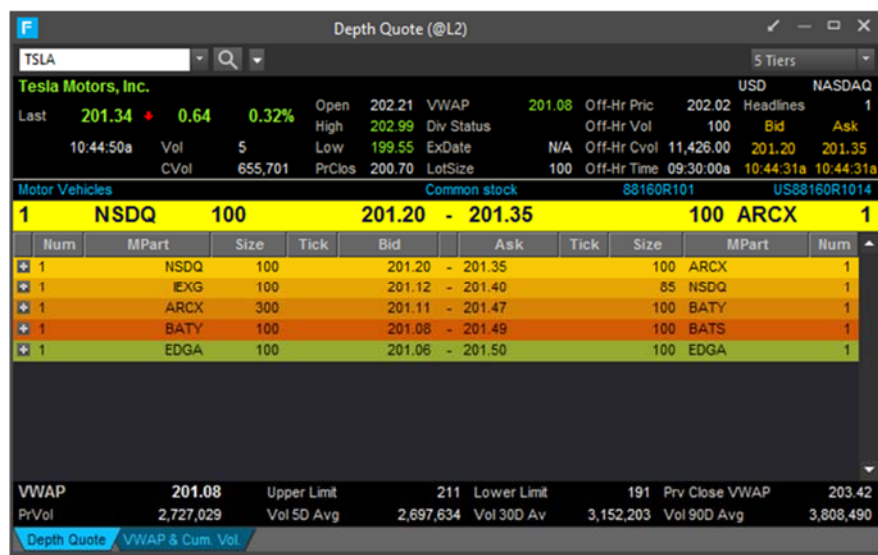 F Depth Quote (@L2)
TSLA 5 Tiers
Tesla Motors, Inc. USD NASDAQ
Last 201.34 0.64 0.32% Open 202.21 VWAP 201.08 Off-Hr Pric 202.02 Headlines 1
High 202.99 Div Status Off-Hr Vol 100 Bid Ask
10:44:50a Vol 5 Low 199.55 ExDate N/A Off-Hr Cvol 11,426.00 201.20 201.35
CVol 655,701 PrClos 200.70 LotSize 100 Off-Hr Time 09:30:00a 10:44:31a 10:44:31a
Motor Vehicles Common stock 88160R101 US88160R1014
1 NSDQ 100 201.20 - 201.35 100 ARCX 1
Num MPart Size Tick Bid Ask Tick Size MPart Num
1 NSDQ 100 201.20 - 201.35 100 ARCX 1
1 IEXG 100 201.12 - 201.40 85 NSDQ 1
1 ARCX 300 201.11 - 201.47 100 BATY 1
1 BATY 100 201.08 - 201.49 100 BATS 1
1 EDGA 100 201.06 - 201.50 100 EDGA 1
VWAP 201.08 Upper Limit 211 Lower Limit 191 Prv Close VWAP 203.42
PrVol 2,727,029 Vol 5D Avg 2,697,634 Vol 30D Av 3,152,203 Vol 90D Avg 3,808,490
Depth Quote VWAP & Cum. Vol.